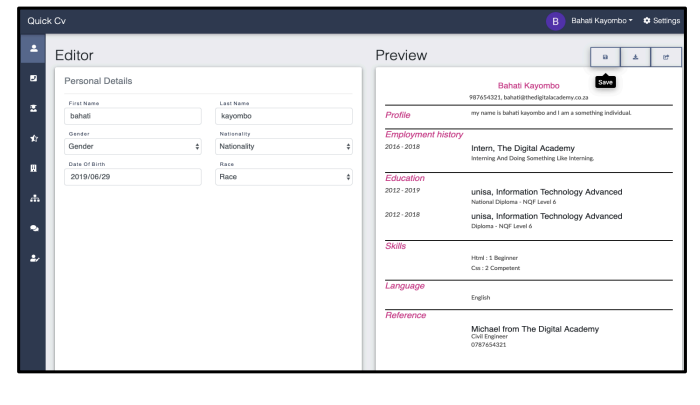 Quick Cv
B Bahati Kayombo Settings
Editor
Preview
Save
Personal Details
First Name
Last Name
bahati
kayombo
Gender
Nationality
Gender
Nationality
Date Of Birth
Race
2019/06/29
Race
Bahati Kayombo
987654321, bahati@thedigitalacademy.co.za
Profile
my name is bahati kayombo and I am a something individual.
Employment history
2016 - 2018
Intern, The Digital Academy
Interning And Doing Something Like Interning.
Education
2012 - 2019
unisa, Information Technology Advanced
National Diploma - NQF Level 6
2012 - 2018
unisa, Information Technology Advanced
Diploma - NQF Level 6
Skills
Html : 1 Beginner
Css : 2 Competent
Language
English
Reference
Michael from The Digital Academy
Civil Engineer
0787654321